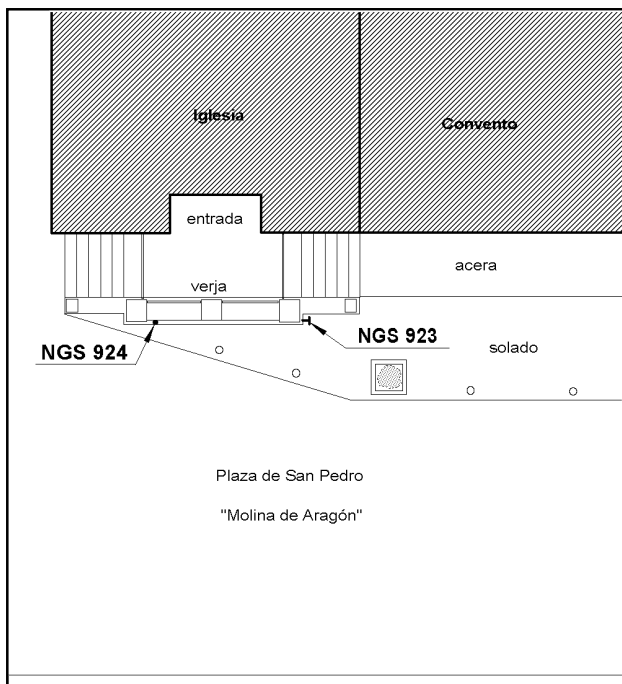 Iglesia
Convento
entrada
acera
verja
NGS 924
NGS 923
solado
Plaza de San Pedro
"Molina de Aragón"